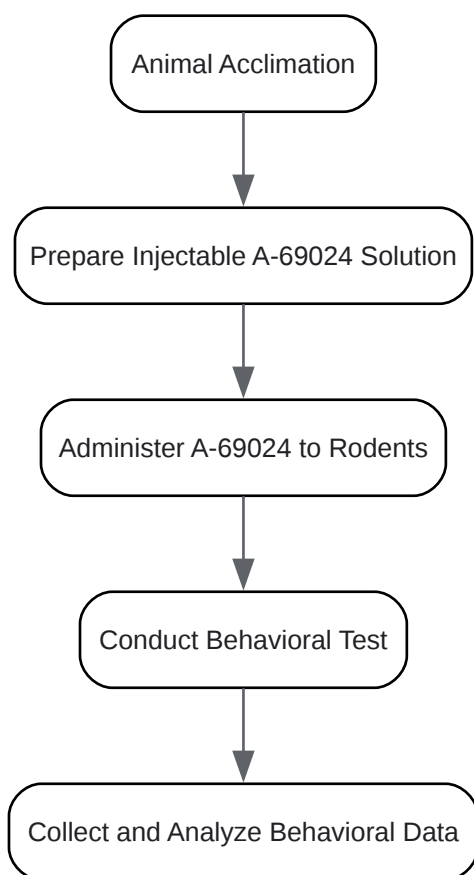 Animal Acclimation
Prepare Injectable A-69024 Solution
Administer A-69024 to Rodents
Conduct Behavioral Test
Collect and Analyze Behavioral Data